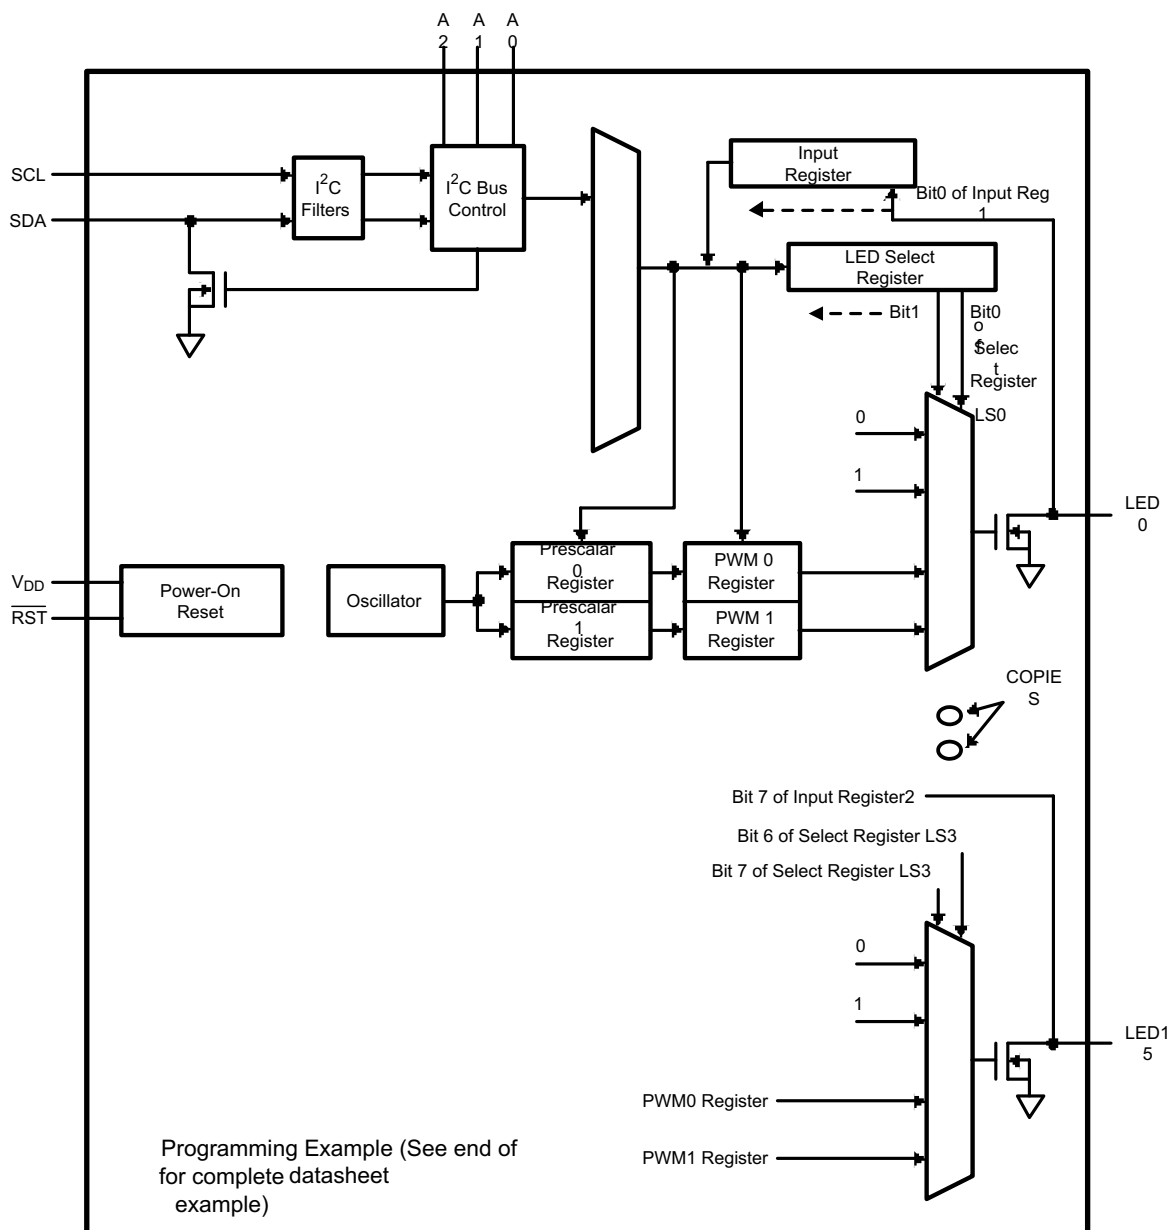 A
2
A
1
A
0
SCL
SDA
I2C
Filters
I2C Bus
Control
Input
Register
Bit0 of Input Reg
1
LED Select
Register
Bit1
Bit0
of
Selec
t
Register
LS0
0
1
LED
0
VDD
RST
Power-On
Reset
Oscillator
Prescalar
0
Register
Prescalar
1
Register
PWM 0
Register
PWM 1
Register
COPIE
S
Bit 7 of Input Register2
Bit 6 of Select Register LS3
Bit 7 of Select Register LS3
0
1
LED1
5
PWM0 Register
PWM1 Register
Programming Example (See end of
for complete datasheet
example)